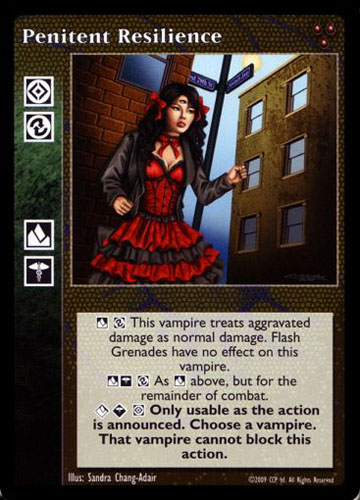 Penitent Resilience
This vampire treats aggravated
damage as normal damage. Flash
Grenades have no effect on this
vampire.
As above, but for the
remainder of combat.
Only usable as the action
is announced. Choose a vampire.
That vampire cannot block this
action.
Illus: Sandra Chang-Adair
©2009 CCP hf. All Rights Reserved